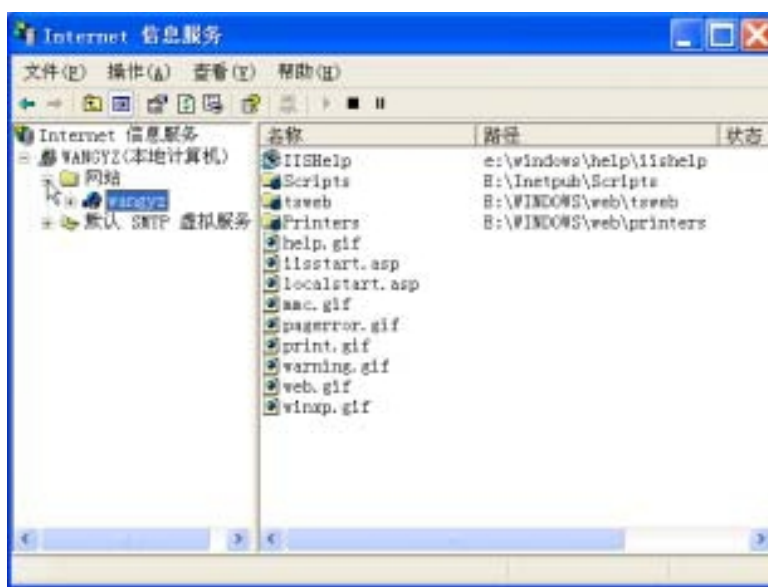 Internet 信息服务
文件(F) 操作(A) 查看(V) 帮助(H)
Internet 信息服务
WANGYZ(本地计算机)
网站
wangyz
默认 SMTP 虚拟服务
名称 路径 状态
IISHelp e:\windows\help\iishelp
Scripts E:\Inetpub\Scripts
tsweb E:\WINDOWS\web\tsweb
Printers E:\WINDOWS\web\printers
help.gif
iisstart.asp
localstart.asp
mmc.gif
pagerror.gif
print.gif
warning.gif
web.gif
winxp.gif